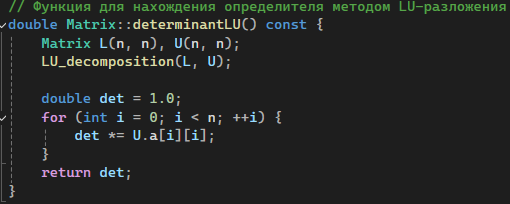 // Функция для нахождения определителя методом LU-разложения
double Matrix::determinantLU() const {
    Matrix L(n, n), U(n, n);
    LU_decomposition(L, U);

    double det = 1.0;
    for (int i = 0; i < n; ++i) {
        det *= U.a[i][i];
    }
    return det;
}